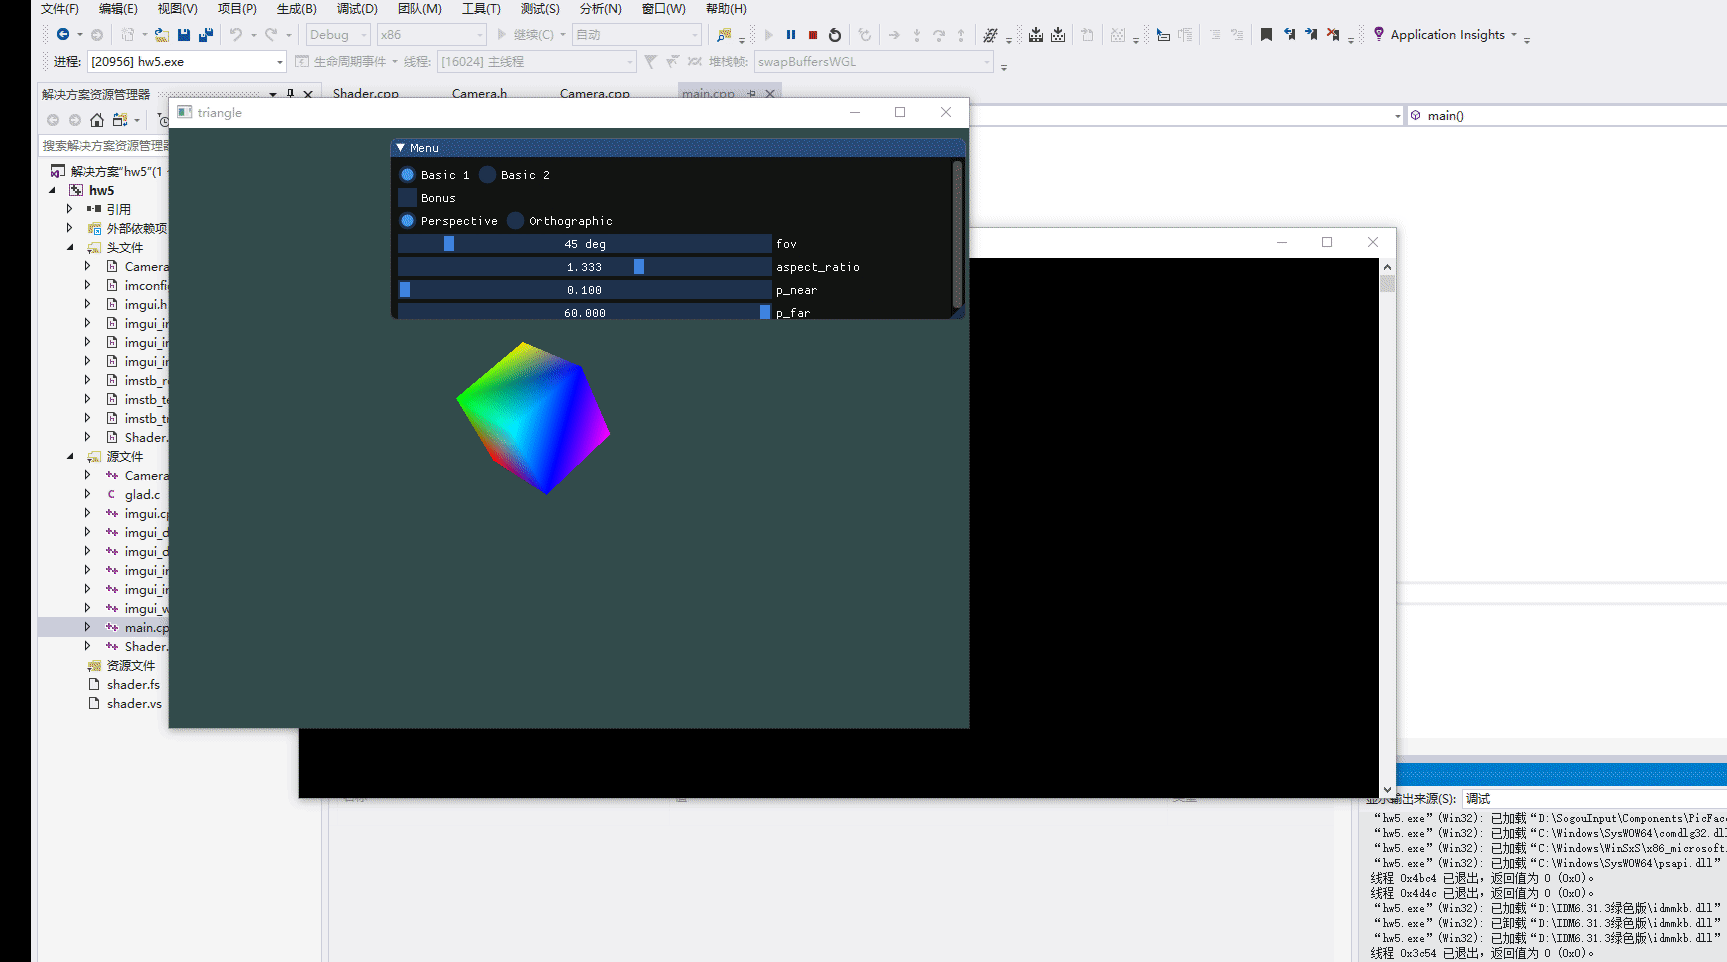 文件(F) 编辑(E) 视图(V) 项目(P) 生成(B) 调试(D) 团队(M) 工具(T) 测试(S) 分析(N) 窗口(W) 帮助(H)
Debug x86 继续(C) 自动 Application Insights
进程: [20956] hw5.exe 生命周期事件 线程: [16024] 主线程 堆栈帧: swapBuffersWGL
解决方案资源管理器 Shader.cpp Camera.h Camera.cpp main.cpp
triangle
main()
搜索解决方案资源管理器
Menu
解决方案"hw5"(1
Basic 1 Basic 2
hw5
Bonus
引用
Perspective Orthographic
外部依赖项
45 deg fov
头文件
1.333 aspect_ratio
Camera
0.100 p_near
imconfi
60.000 p_far
imgui.h
imgui_i
imgui_i
imgui_i
imstb_r
imstb_te
imstb_t
Shader.
源文件
Camera
glad.c
imgui.c
imgui_d
imgui_d
imgui_i
imgui_i
imgui_w
main.cp
Shader.
资源文件
shader.fs
shader.vs
显示输出来源(S): 调试
“hw5.exe”(Win32): 已加载“D:\SogouInput\Components\PicFac
“hw5.exe”(Win32): 已加载“C:\Windows\SysWOW64\comdlg32.dll
“hw5.exe”(Win32): 已加载“C:\Windows\WinSxS\x86_microsoft.
“hw5.exe”(Win32): 已加载“C:\Windows\SysWOW64\psapi.dll”
线程 0x4bc4 已退出，返回值为 0 (0x0)。
线程 0x4d4c 已退出，返回值为 0 (0x0)。
“hw5.exe”(Win32): 已加载“D:\IDM6.31.3绿色版\idmmkb.dll”
“hw5.exe”(Win32): 已卸载“D:\IDM6.31.3绿色版\idmmkb.dll”
“hw5.exe”(Win32): 已加载“D:\IDM6.31.3绿色版\idmmkb.dll”
线程 0x3c54 已退出，返回值为 0 (0x0)。